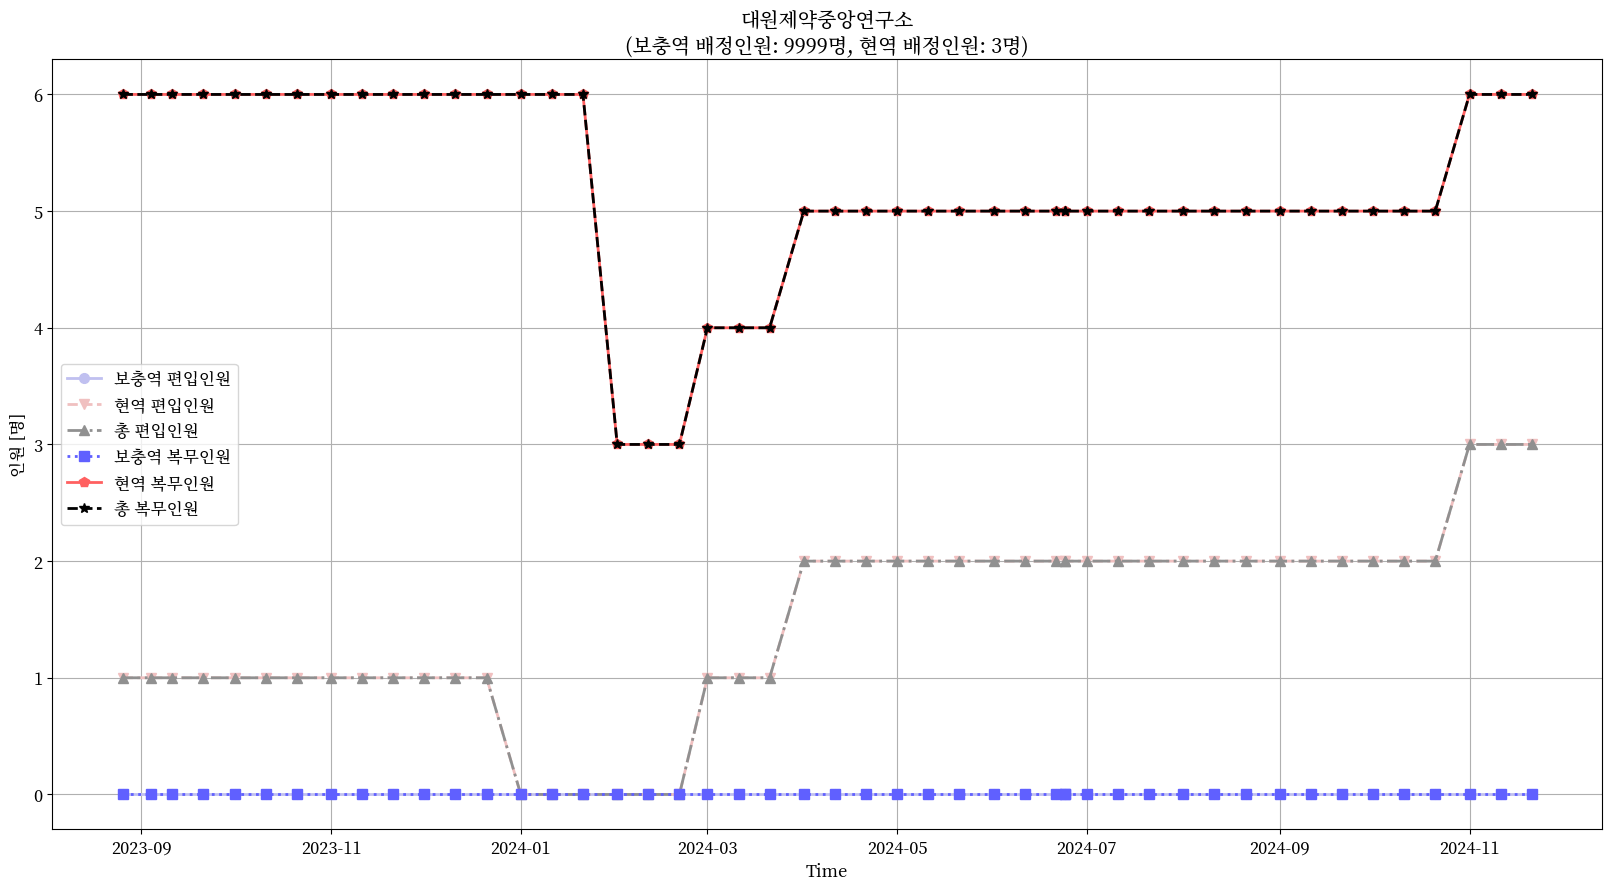 대원제약중앙연구소
(보충역 배정인원: 9999명, 현역 배정인원: 3명)
6
5
4
3
2
1
0
인원 [명]
보충역 편입인원
현역 편입인원
총 편입인원
보충역 복무인원
현역 복무인원
총 복무인원
2023-09
2023-11
2024-01
2024-03
2024-05
2024-07
2024-09
2024-11
Time